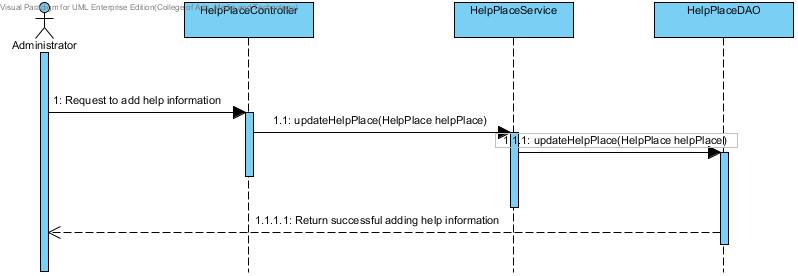 Visual Paradigm for UML Enterprise Edition(College of
HelpPlaceController
HelpPlaceService
HelpPlaceDAO
Administrator
1: Request to add help information
1.1: updateHelpPlace(HelpPlace helpPlace)
1.1.1: updateHelpPlace(HelpPlace helpPlace)
1.1.1.1: Return successful adding help information